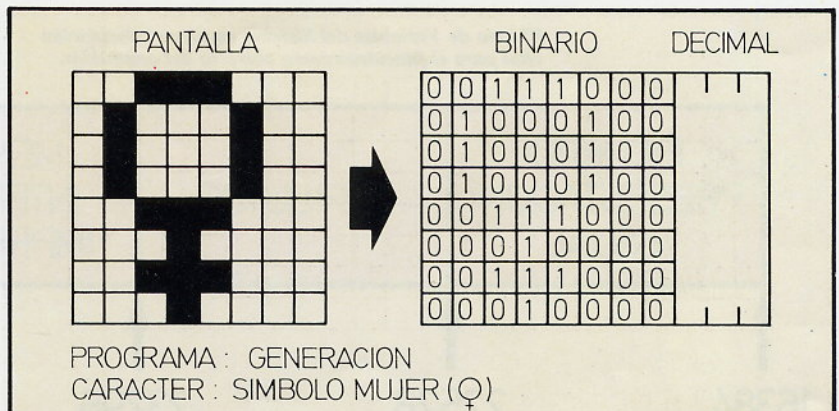 PANTALLA BINARIO DECIMAL
0 0 1 1 1 0 0 0
0 1 0 0 0 1 0 0
0 1 0 0 0 1 0 0
0 1 0 0 0 1 0 0
0 0 1 1 1 0 0 0
0 0 0 1 0 0 0 0
0 0 1 1 1 0 0 0
0 0 0 1 0 0 0 0
PROGRAMA : GENERACION
CARACTER : SIMBOLO MUJER (♀)